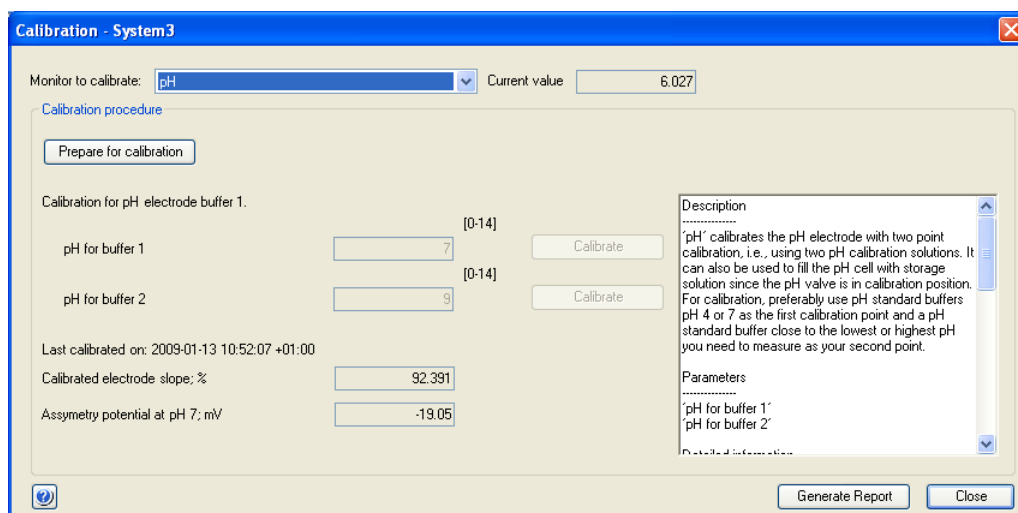 Calibration - System3
Monitor to calibrate: pH Current value 6.027
Calibration procedure
Prepare for calibration
Calibration for pH electrode buffer 1.
[0-14]
pH for buffer 1 7 Calibrate
[0-14]
pH for buffer 2 9 Calibrate
Last calibrated on: 2009-01-13 10:52:07 +01:00
Calibrated electrode slope; % 92.391
Assymetry potential at pH 7; mV -19.05
Description
---------------
´pH´ calibrates the pH electrode with two point
calibration, i.e., using two pH calibration solutions. It
can also be used to fill the pH cell with storage
solution since the pH valve is in calibration position.
For calibration, preferably use pH standard buffers
pH 4 or 7 as the first calibration point and a pH
standard buffer close to the lowest or highest pH
you need to measure as your second point.
Parameters
---------------
´pH for buffer 1´
´pH for buffer 2´
Detailed information
Generate Report Close